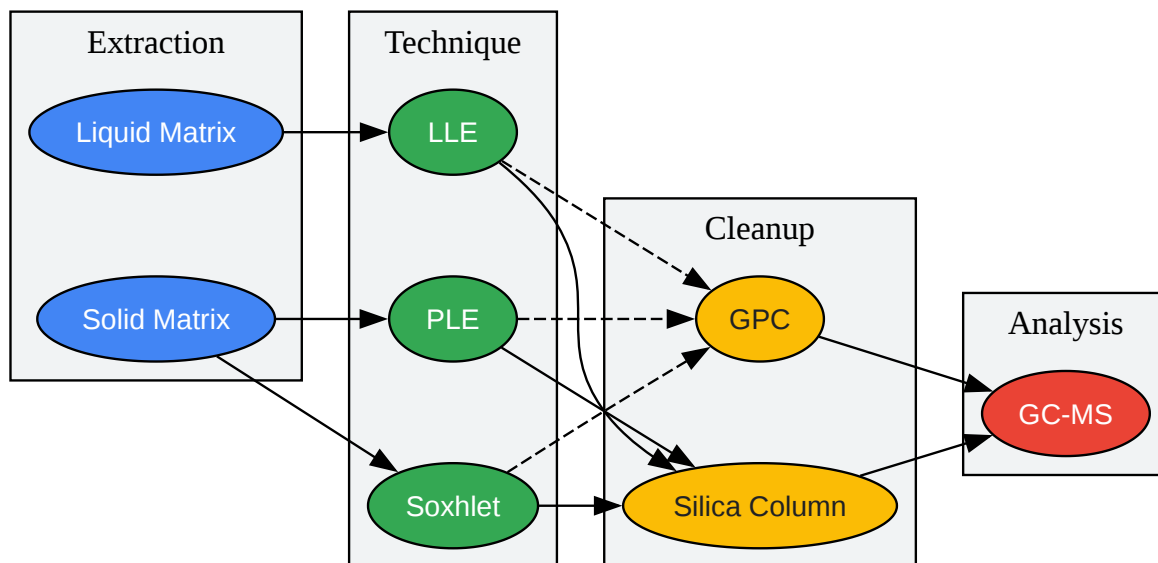 Extraction
Liquid Matrix
Solid Matrix
Technique
LLE
PLE
Soxhlet
Cleanup
GPC
Silica Column
Analysis
GC-MS